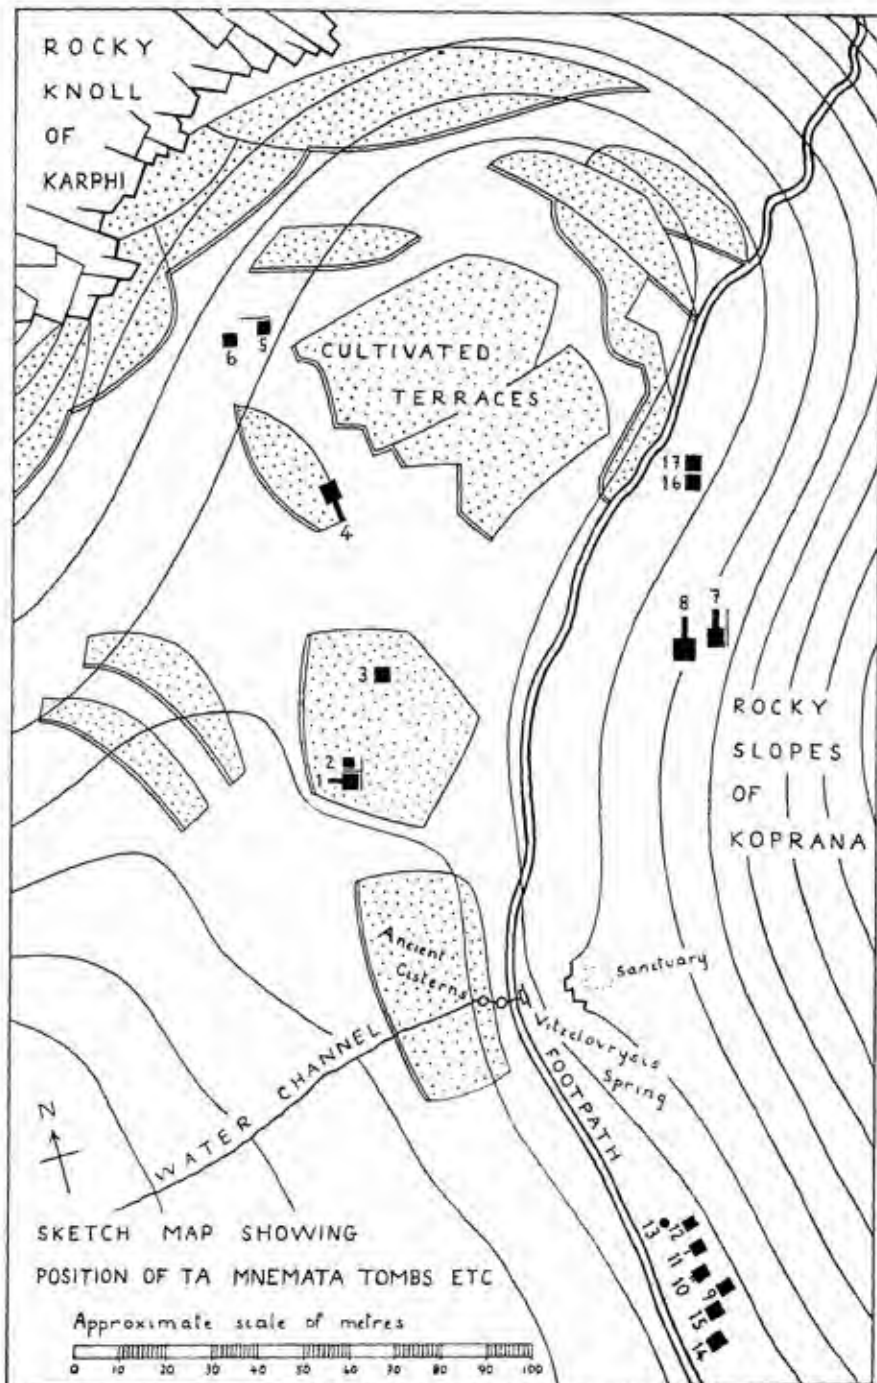 ROCKY
KNOLL
OF
KARPHI
CULTIVATED
TERRACES
6
5
4
17
16
8
7
3
2
1
ROCKY
SLOPES
OF
KOPRANA
Ancient
Cisterns
Sanctuary
Vitzelovrysis
Spring
WATER CHANNEL
FOOTPATH
N
13
12
11
10
9
15
14
SKETCH MAP SHOWING
POSITION OF TA MNEMATA TOMBS ETC
Approximate scale of metres
0 10 20 30 40 50 60 70 80 90 100